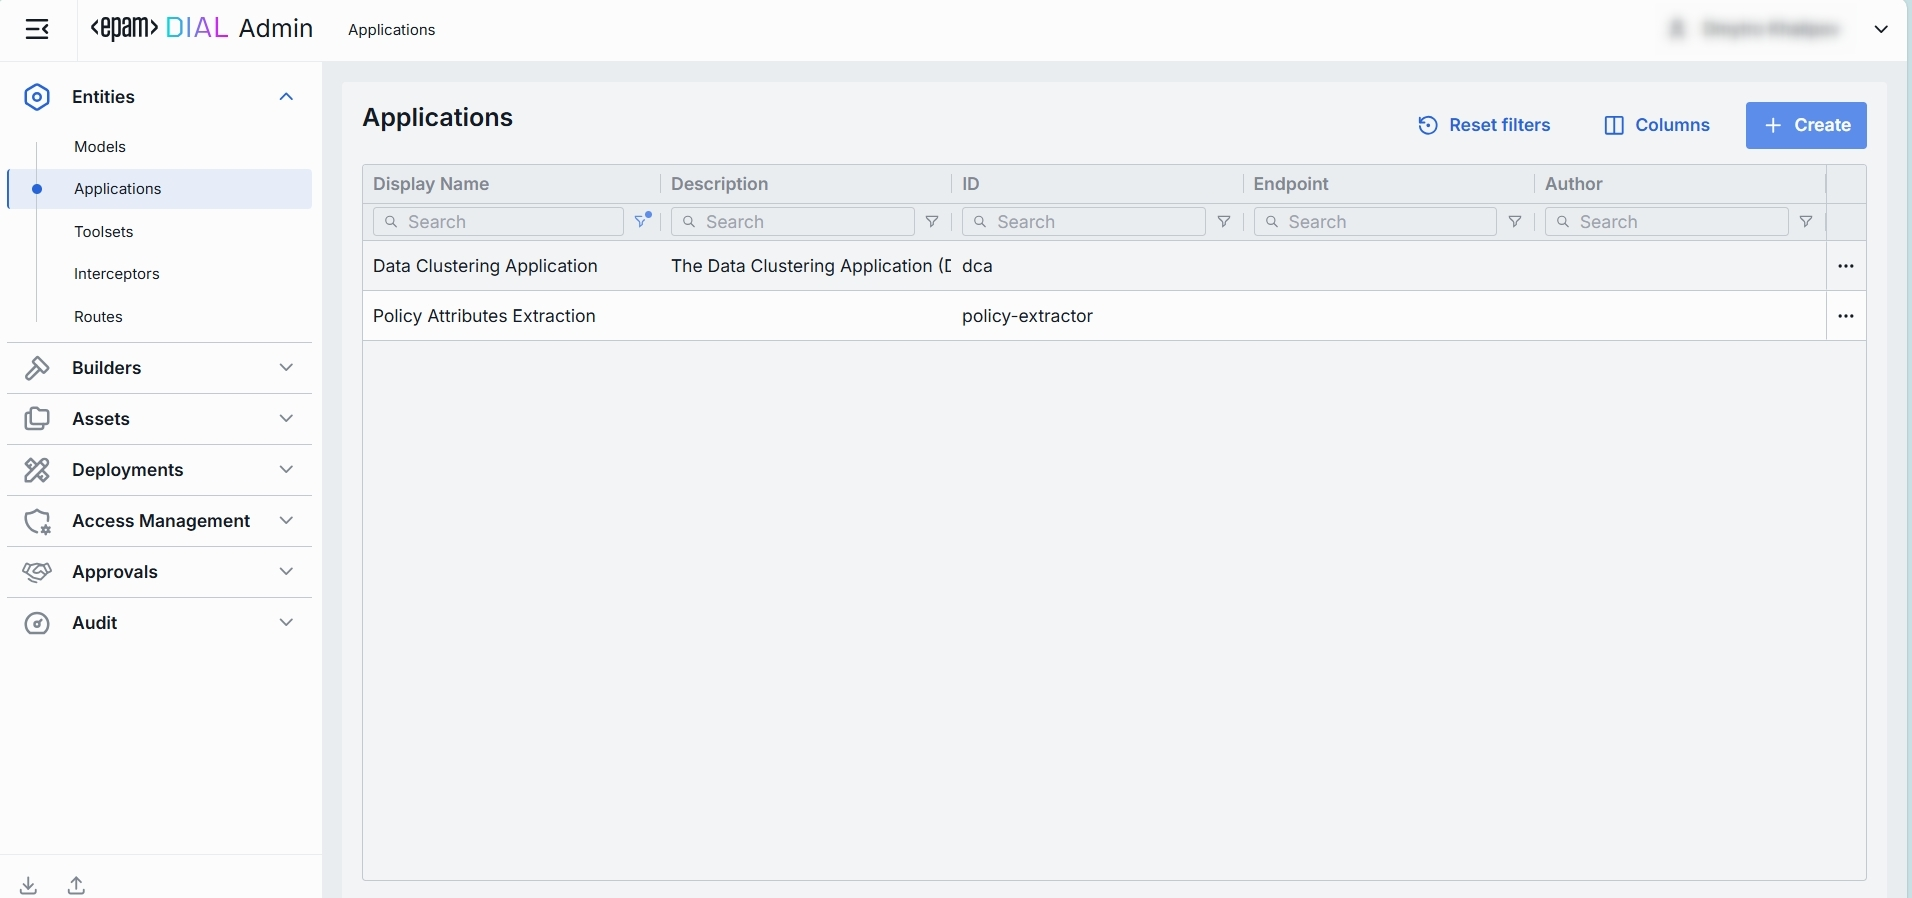 <epam> DIAL Admin
Applications
Entities
Models
Applications
Toolsets
Interceptors
Routes
Builders
Assets
Deployments
Access Management
Approvals
Audit
Applications
Reset filters
Columns
+ Create
Display Name Description ID Endpoint Author
Search Search Search Search Search
Data Clustering Application The Data Clustering Application (D dca
Policy Attributes Extraction policy-extractor